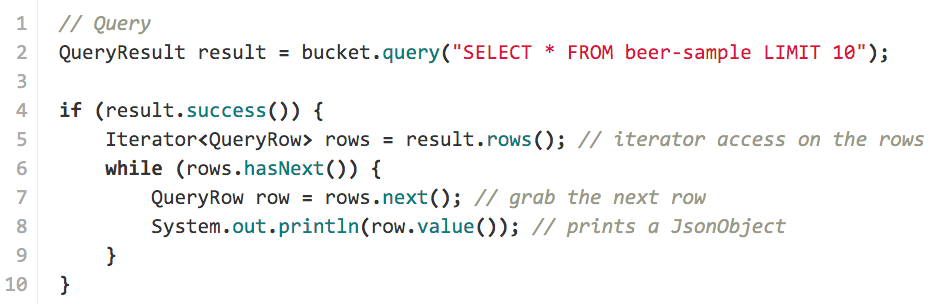 1 // Query
2 QueryResult result = bucket.query("SELECT * FROM beer-sample LIMIT 10");
3
4 if (result.success()) {
5     Iterator<QueryRow> rows = result.rows(); // iterator access on the rows
6     while (rows.hasNext()) {
7         QueryRow row = rows.next(); // grab the next row
8         System.out.println(row.value()); // prints a JsonObject
9     }
10 }